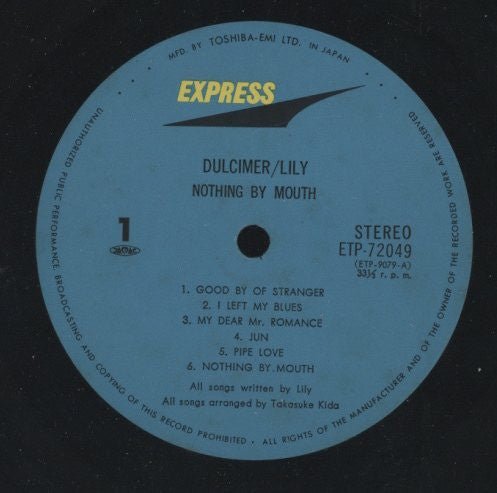 MFD. BY TOSHIBA-EMI LTD. IN JAPAN
EXPRESS
DULCIMER/LILY
NOTHING BY MOUTH
1
STEREO
ETP-72049
(ETP-9079-A)
33⅓ r. p. m.
1. GOOD BY OF STRANGER
2. I LEFT MY BLUES
3. MY DEAR Mr. ROMANCE
4. JUN
5. PIPE LOVE
6. NOTHING BY MOUTH
All songs written by Lily
All songs arranged by Takasuke Kida
UNAUTHORIZED PUBLIC PERFORMANCE, BROADCASTING AND COPYING OF THIS RECORD PROHIBITED • ALL RIGHTS OF THE MANUFACTURER AND OF THE OWNER OF THE RECORDED WORK ARE RESERVED